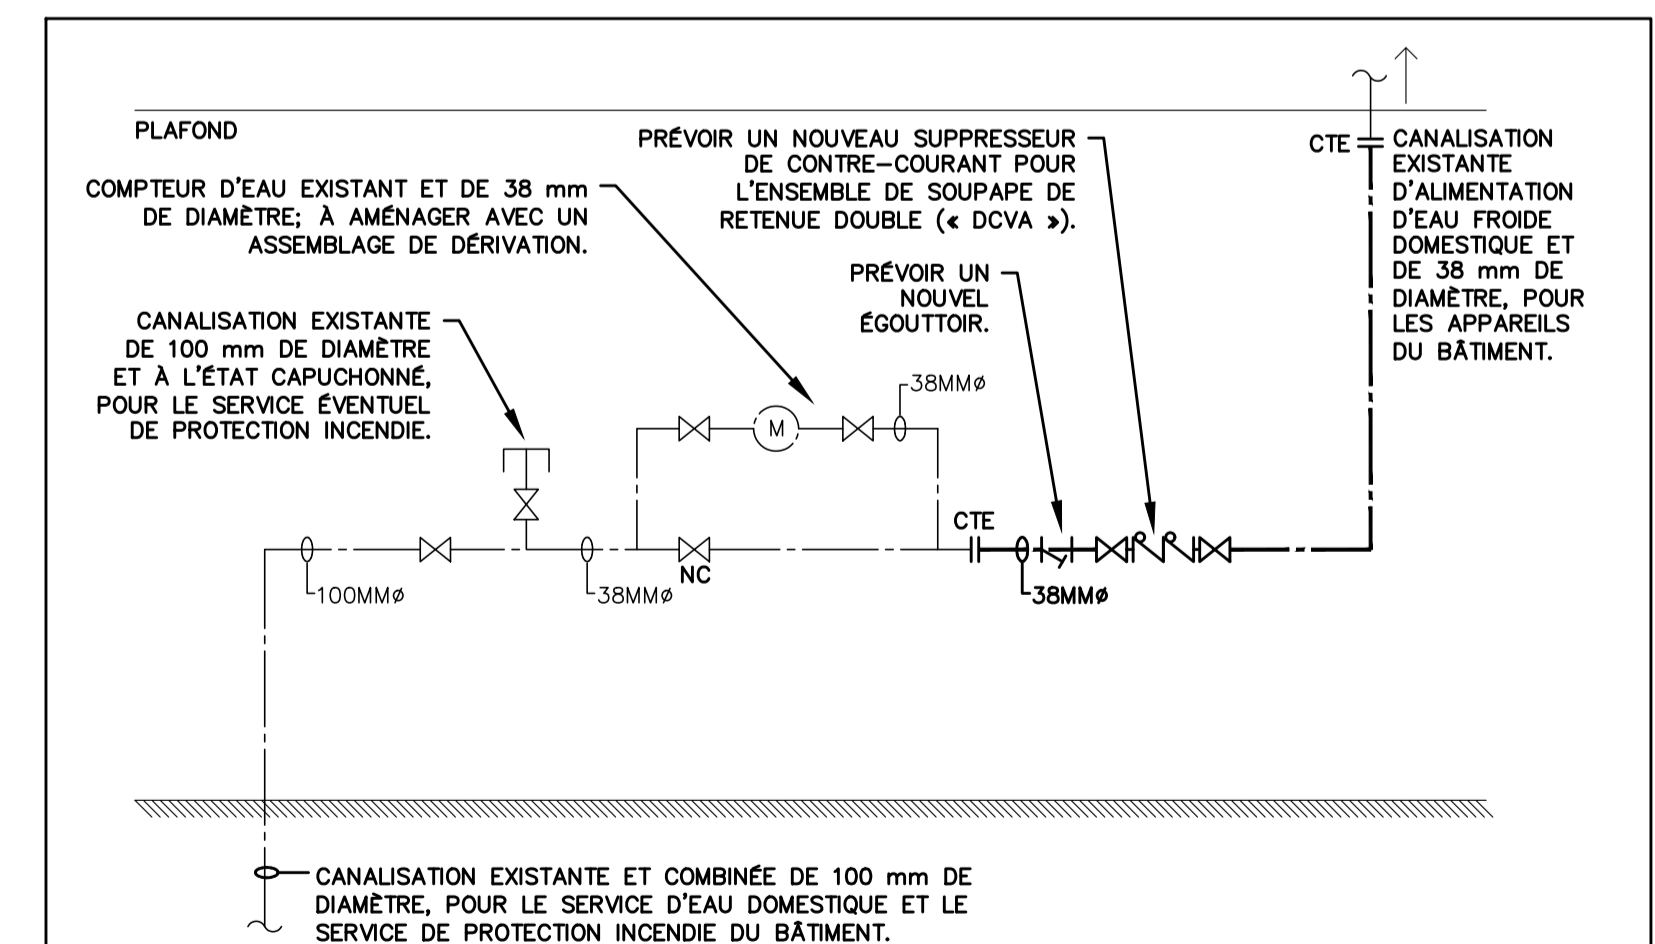 PLAFOND
PRÉVOIR UN NOUVEAU SUPPRESSEUR
DE CONTRE-COURANT POUR
L'ENSEMBLE DE SOUPAPE DE
RETENUE DOUBLE (« DCVA »).
CTE
CANALISATION
EXISTANTE
D'ALIMENTATION
D'EAU FROIDE
DOMESTIQUE ET
DE 38 mm DE
DIAMÈTRE, POUR
LES APPAREILS
DU BÂTIMENT.
COMPTEUR D'EAU EXISTANT ET DE 38 mm
DE DIAMÈTRE; À AMÉNAGER AVEC UN
ASSEMBLAGE DE DÉRIVATION.
PRÉVOIR UN
NOUVEL
ÉGOUTTOIR.
CANALISATION EXISTANTE
DE 100 mm DE DIAMÈTRE
ET À L'ÉTAT CAPUCHONNÉ,
POUR LE SERVICE ÉVENTUEL
DE PROTECTION INCENDIE.
38MMø
M
CTE
NC
100MMø
38MMø
38MMø
CANALISATION EXISTANTE ET COMBINÉE DE 100 mm DE
DIAMÈTRE, POUR LE SERVICE D'EAU DOMESTIQUE ET LE
SERVICE DE PROTECTION INCENDIE DU BÂTIMENT.